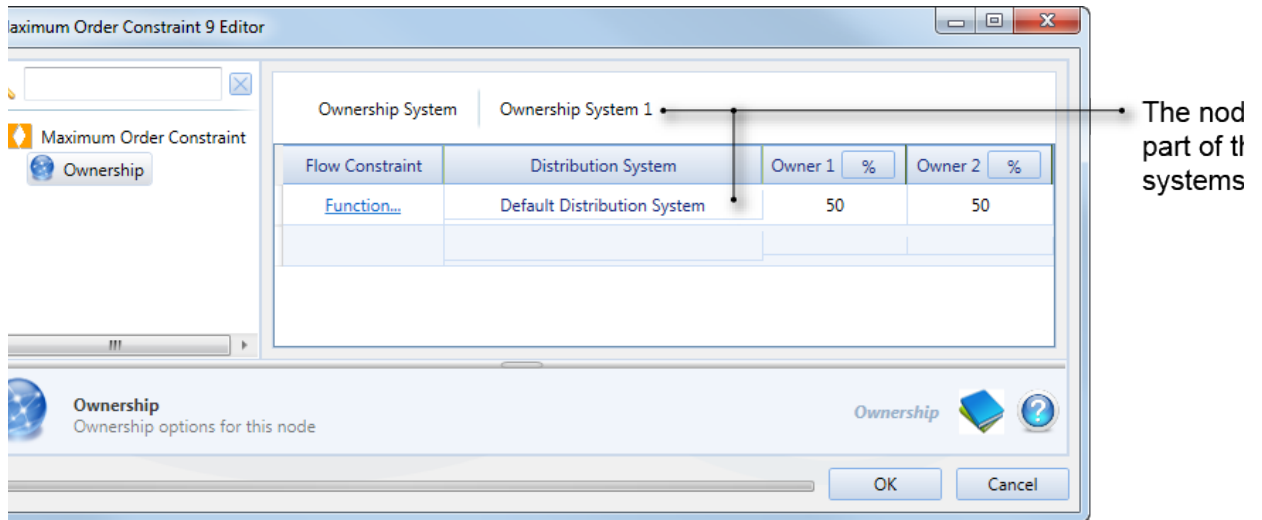 aximum Order Constraint 9 Editor
Maximum Order Constraint
Ownership
Ownership System Ownership System 1
Flow Constraint Distribution System Owner 1 % Owner 2 %
Function... Default Distribution System 50 50
The nod
part of th
systems
Ownership
Ownership options for this node
Ownership
OK Cancel